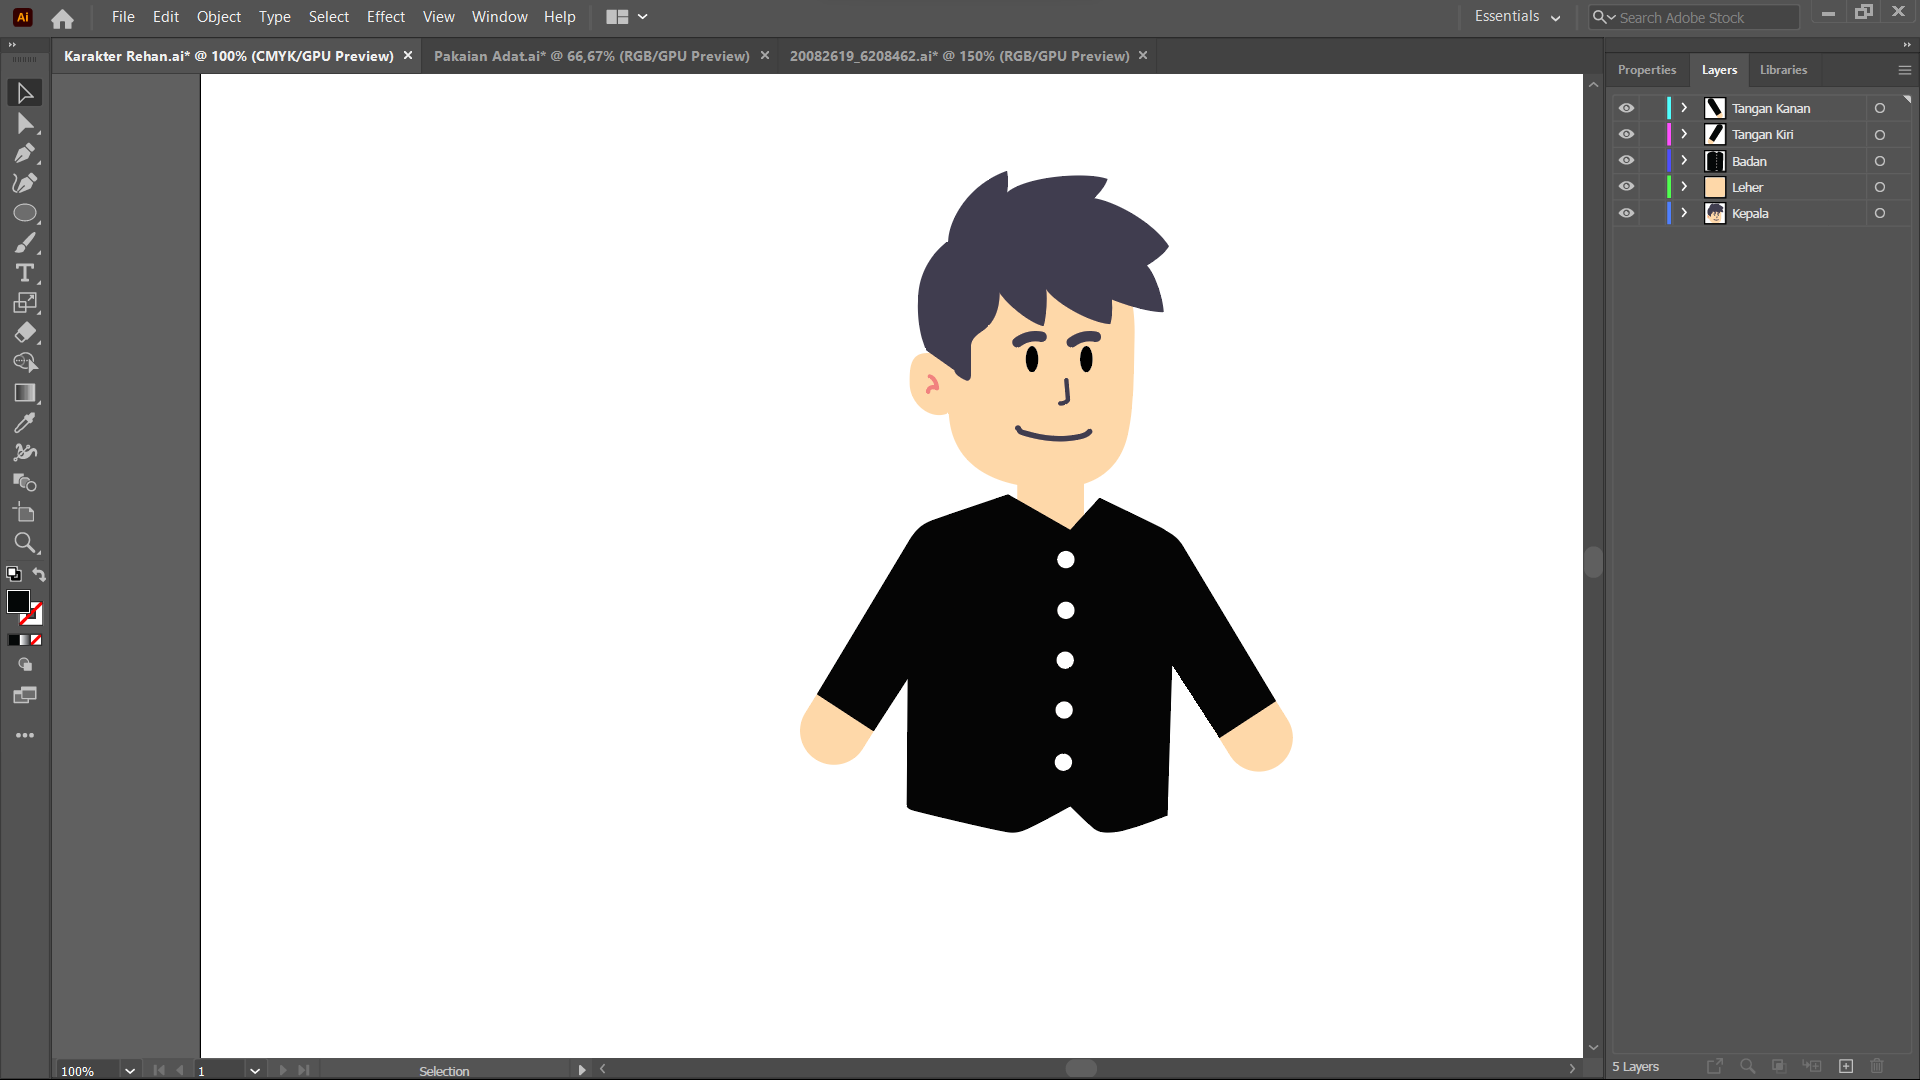 Ai File Edit Object Type Select Effect View Window Help Essentials Search Adobe Stock
Karakter Rehan.ai* @ 100% (CMYK/GPU Preview) × Pakaian Adat.ai* @ 66,67% (RGB/GPU Preview) × 20082619_6208462.ai* @ 150% (RGB/GPU Preview) ×
Properties Layers Libraries
Tangan Kanan
Tangan Kiri
Badan
Leher
Kepala
100% 1 Selection
5 Layers